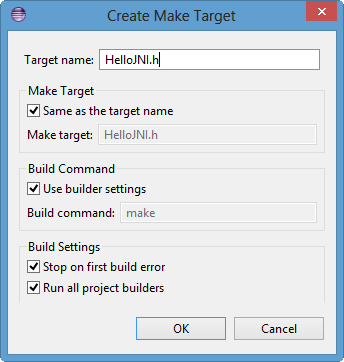 Create Make Target
Target name: HelloJNI.h
Make Target
Same as the target name
Make target: HelloJNI.h
Build Command
Use builder settings
Build command: make
Build Settings
Stop on first build error
Run all project builders
OK Cancel